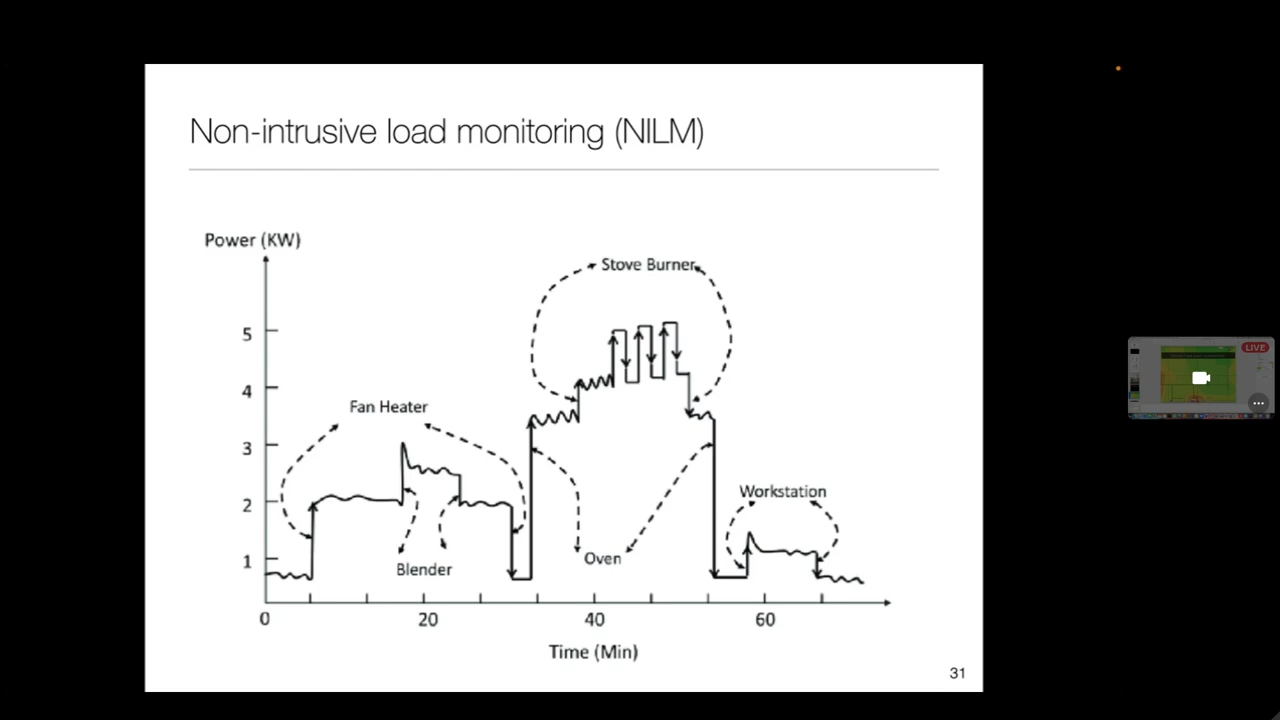 Non-intrusive load monitoring (NILM)
Power (KW)
Stove Burner
5
4
Fan Heater
3
Workstation
2
Oven
1
Blender
0
20
40
60
Time (Min)
31
LIVE